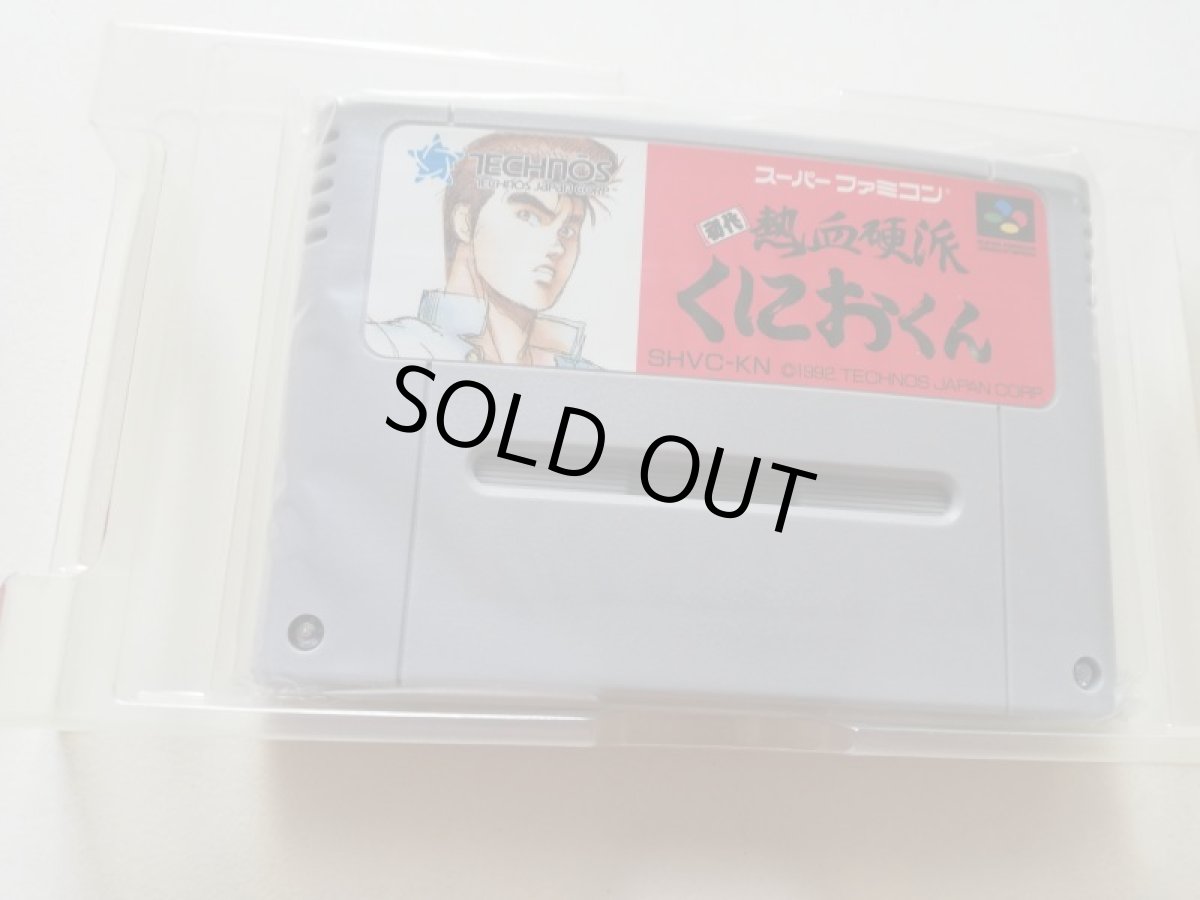 TECHNOS
TECHNOS JAPAN CORP.
スーパーファミコン
初代 熱血硬派
くにおくん
SHVC-KN ©1992 TECHNOS JAPAN CORP.
SOLD OUT